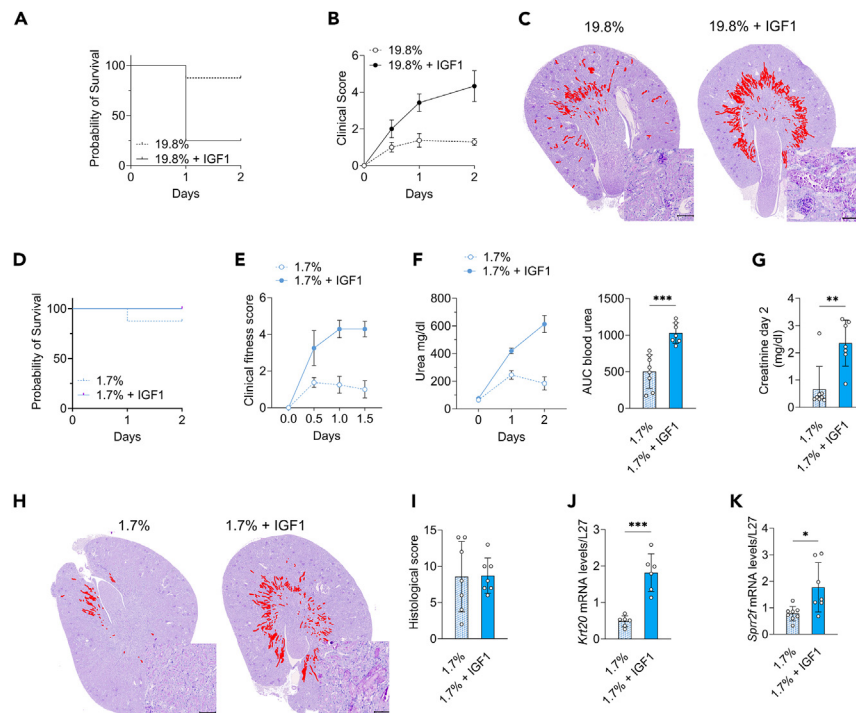 A
Probability of Survival
100
50
0
19.8%
19.8% + IGF1
0
1
2
Days
B
19.8%
19.8% + IGF1
Clinical Score
6
4
2
0
0
1
2
Days
C
19.8%
19.8% + IGF1
D
Probability of Survival
100
50
0
1.7%
1.7% + IGF1
0
1
2
Days
E
1.7%
1.7% + IGF1
Clinical fitness score
6
4
2
0
0.0
0.5
1.0
1.5
Days
F
1.7%
1.7% + IGF1
Urea mg/dl
800
600
400
200
0
0
1
2
Days
AUC blood urea
1500
1000
500
0
***
1.7%
1.7% + IGF1
G
Creatinine day 2
(mg/dl)
4
3
2
1
0
**
1.7%
1.7% + IGF1
H
1.7%
1.7% + IGF1
I
Histological score
15
10
5
0
1.7%
1.7% + IGF1
J
Krt20 mRNA levels/L27
3
2
1
0
***
1.7%
1.7% + IGF1
K
Sprr2f mRNA levels/L27
4
3
2
1
0
*
1.7%
1.7% + IGF1